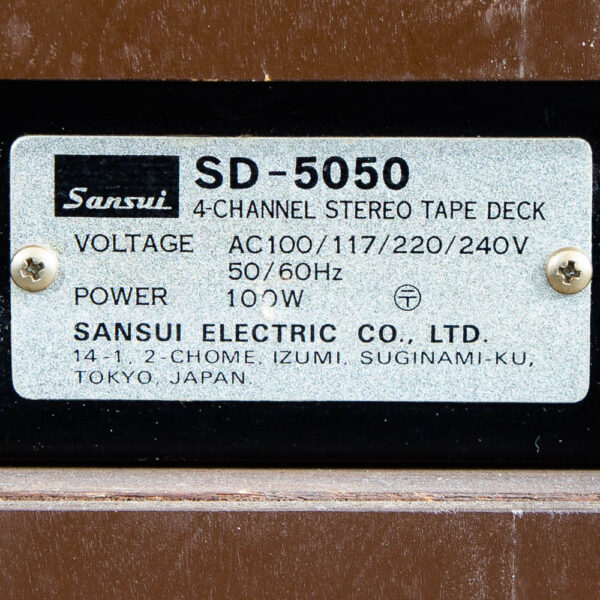 Sansui
SD-5050
4-CHANNEL STEREO TAPE DECK
VOLTAGE AC100/117/220/240V
50/60Hz
POWER 100W 〒
SANSUI ELECTRIC CO., LTD.
14-1, 2-CHOME, IZUMI, SUGINAMI-KU,
TOKYO, JAPAN.